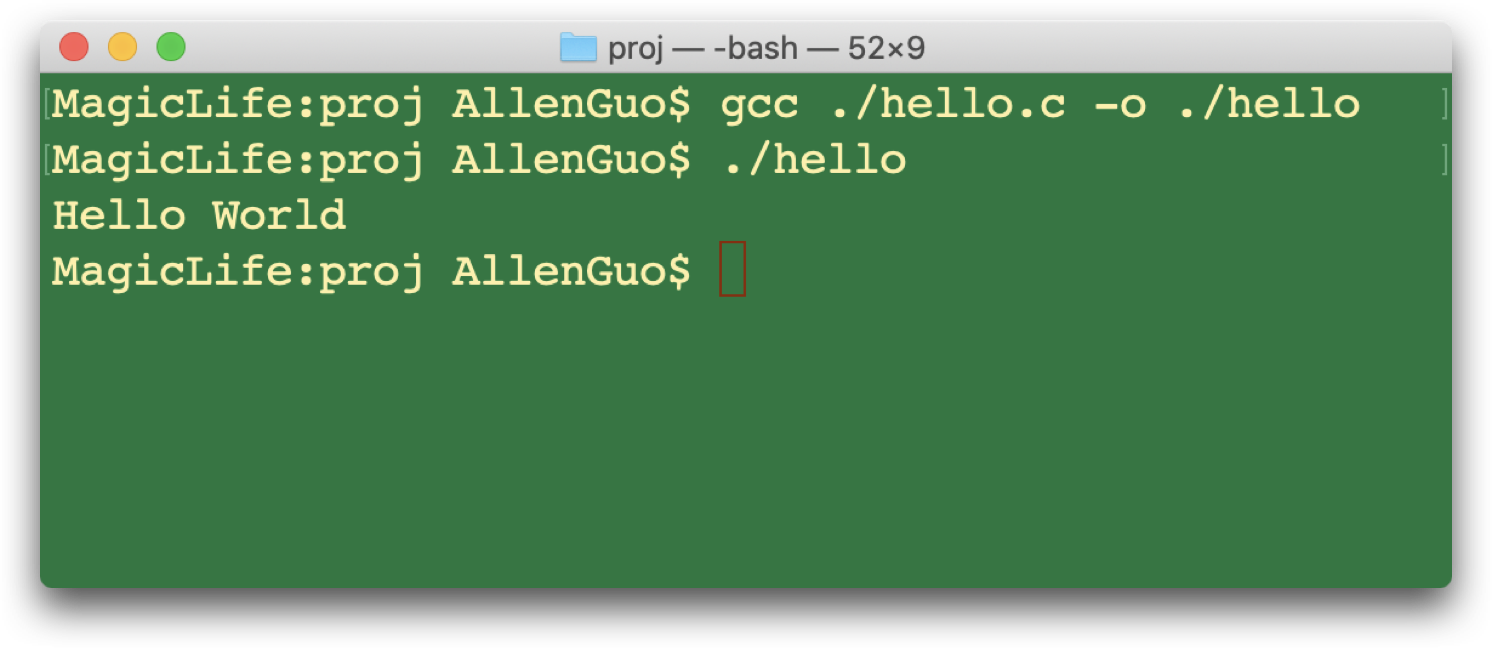 proj — -bash — 52×9
[MagicLife:proj AllenGuo$ gcc ./hello.c -o ./hello ]
[MagicLife:proj AllenGuo$ ./hello ]
Hello World
MagicLife:proj AllenGuo$